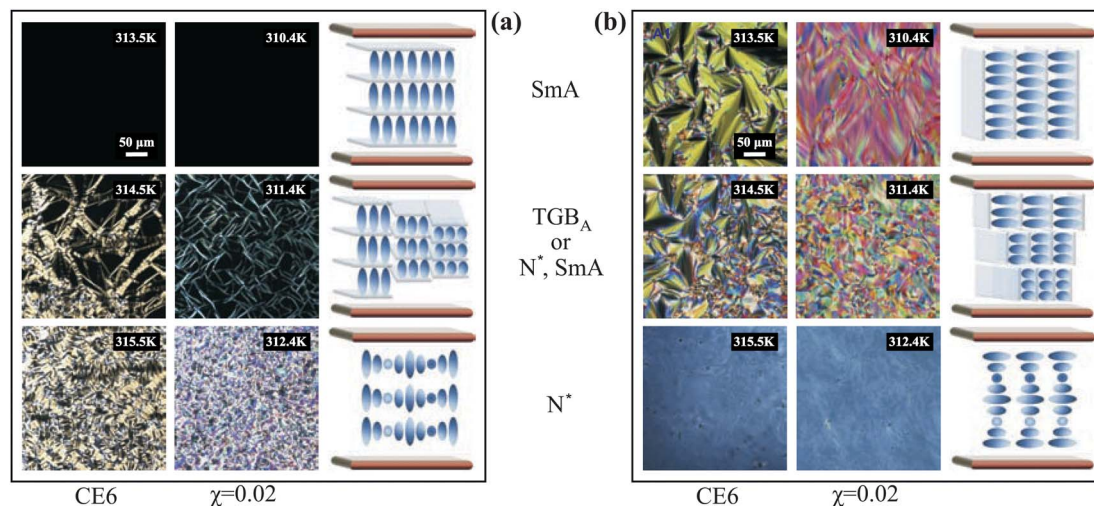 (a)
(b)
313.5K
310.4K
50 µm
SmA
313.5K
310.4K
50 µm
314.5K
311.4K
TGB_A
or
N*, SmA
314.5K
311.4K
315.5K
312.4K
N*
315.5K
312.4K
CE6
χ=0.02
CE6
χ=0.02